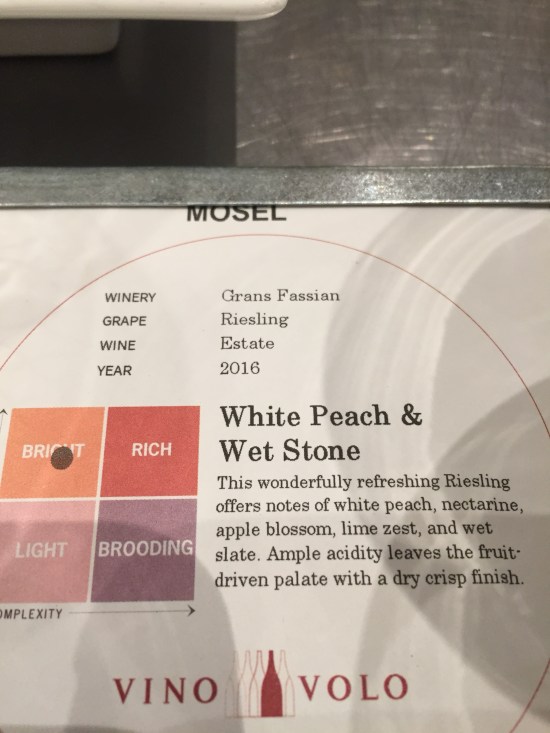 MOSEL
WINERY Grans Fassian
GRAPE Riesling
WINE Estate
YEAR 2016
White Peach &
Wet Stone
This wonderfully refreshing Riesling
offers notes of white peach, nectarine,
apple blossom, lime zest, and wet
slate. Ample acidity leaves the fruit-
driven palate with a dry crisp finish.
BRIGHT RICH
LIGHT BROODING
OMPLEXITY
VINO VOLO